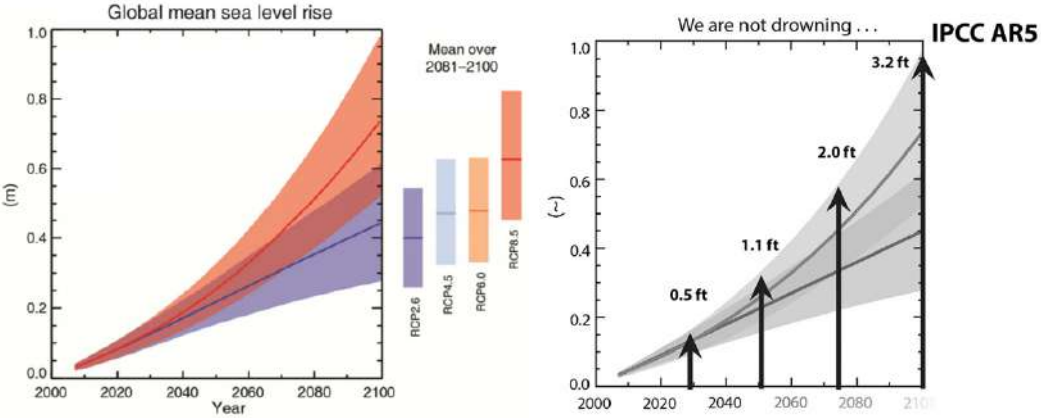 Global mean sea level rise
1.0
0.8
0.6
0.4
0.2
0.0
(m)
2000 2020 2040 2060 2080 2100
Year
Mean over
2081–2100
RCP2.6
RCP4.5
RCP6.0
RCP8.5
We are not drowning . . .
IPCC AR5
1.0
0.8
0.6
0.4
0.2
0.0
(~)
3.2 ft
2.0 ft
1.1 ft
0.5 ft
2000 2020 2040 2060 2080 2100